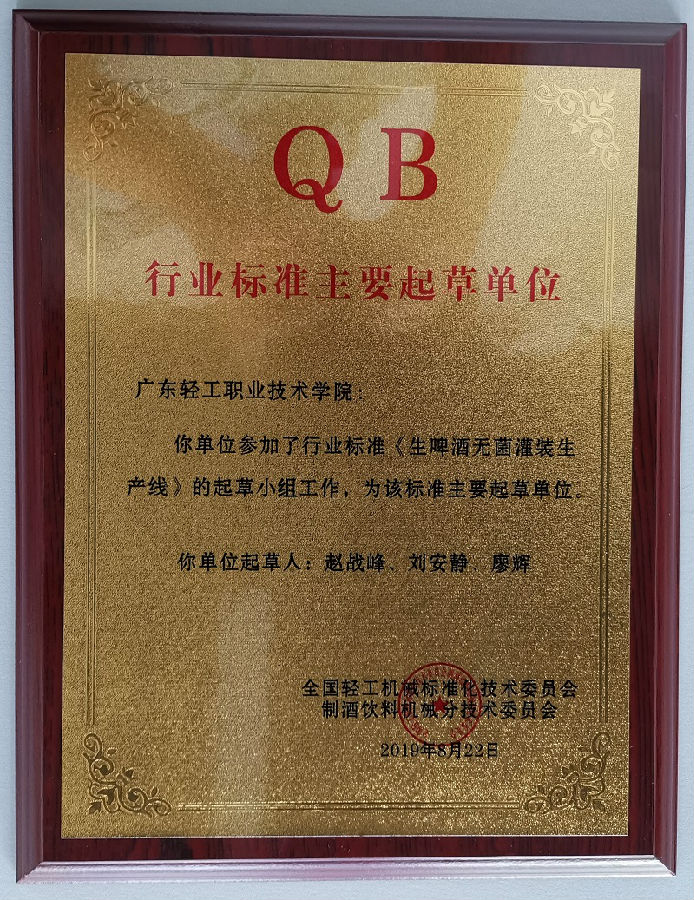 Q B
行业标准主要起草单位
广东轻工职业技术学院:
你单位参加了行业标准《生啤酒无菌灌装生
产线》的起草小组工作，为该标准主要起草单位。
你单位起草人：赵战峰、刘安静、廖辉
全国轻工机械标准化技术委员会
制酒饮料机械分技术委员会
2019年8月22日